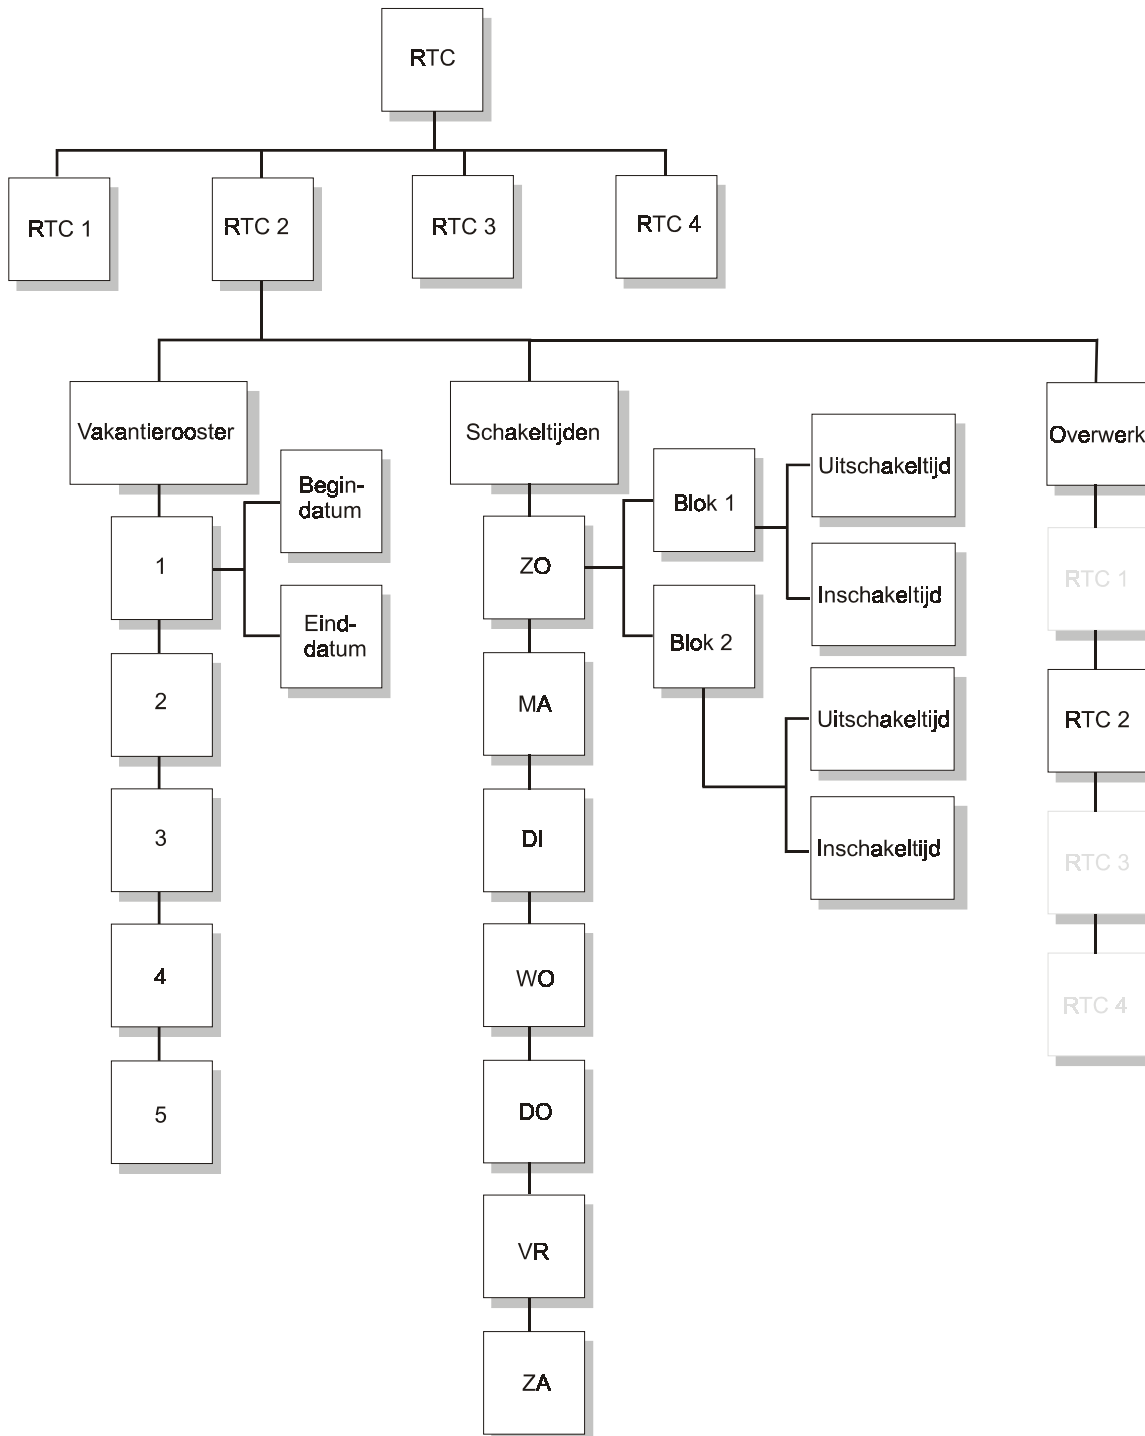 RTC
RTC 1
RTC 2
RTC 3
RTC 4
Vakantierooster
Schakeltijden
Overwerk
Begin-
datum
Eind-
datum
1
2
3
4
5
ZO
MA
DI
WO
DO
VR
ZA
Blok 1
Blok 2
Uitschakeltijd
Inschakeltijd
Uitschakeltijd
Inschakeltijd
RTC 1
RTC 2
RTC 3
RTC 4